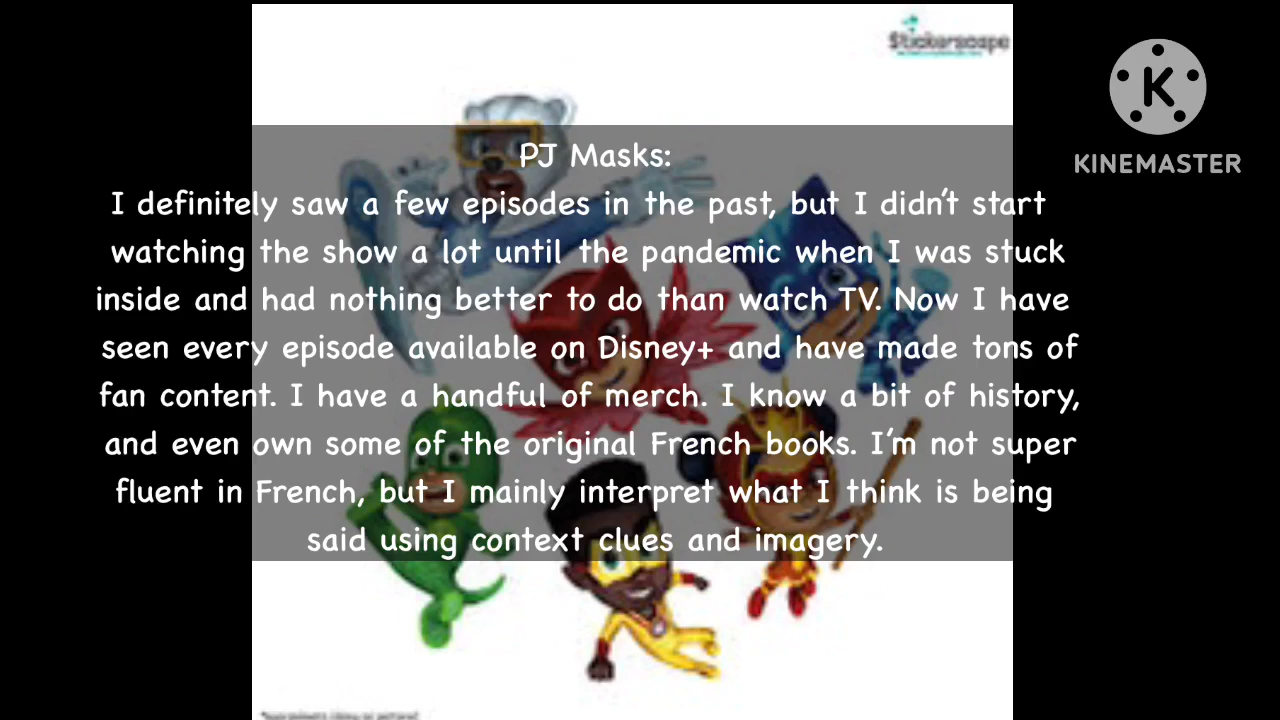 Stickerscape
KINEMASTER
PJ Masks:
I definitely saw a few episodes in the past, but I didn't start
watching the show a lot until the pandemic when I was stuck
inside and had nothing better to do than watch TV. Now I have
seen every episode available on Disney+ and have made tons of
fan content. I have a handful of merch. I know a bit of history,
and even own some of the original French books. I'm not super
fluent in French, but I mainly interpret what I think is being
said using context clues and imagery.